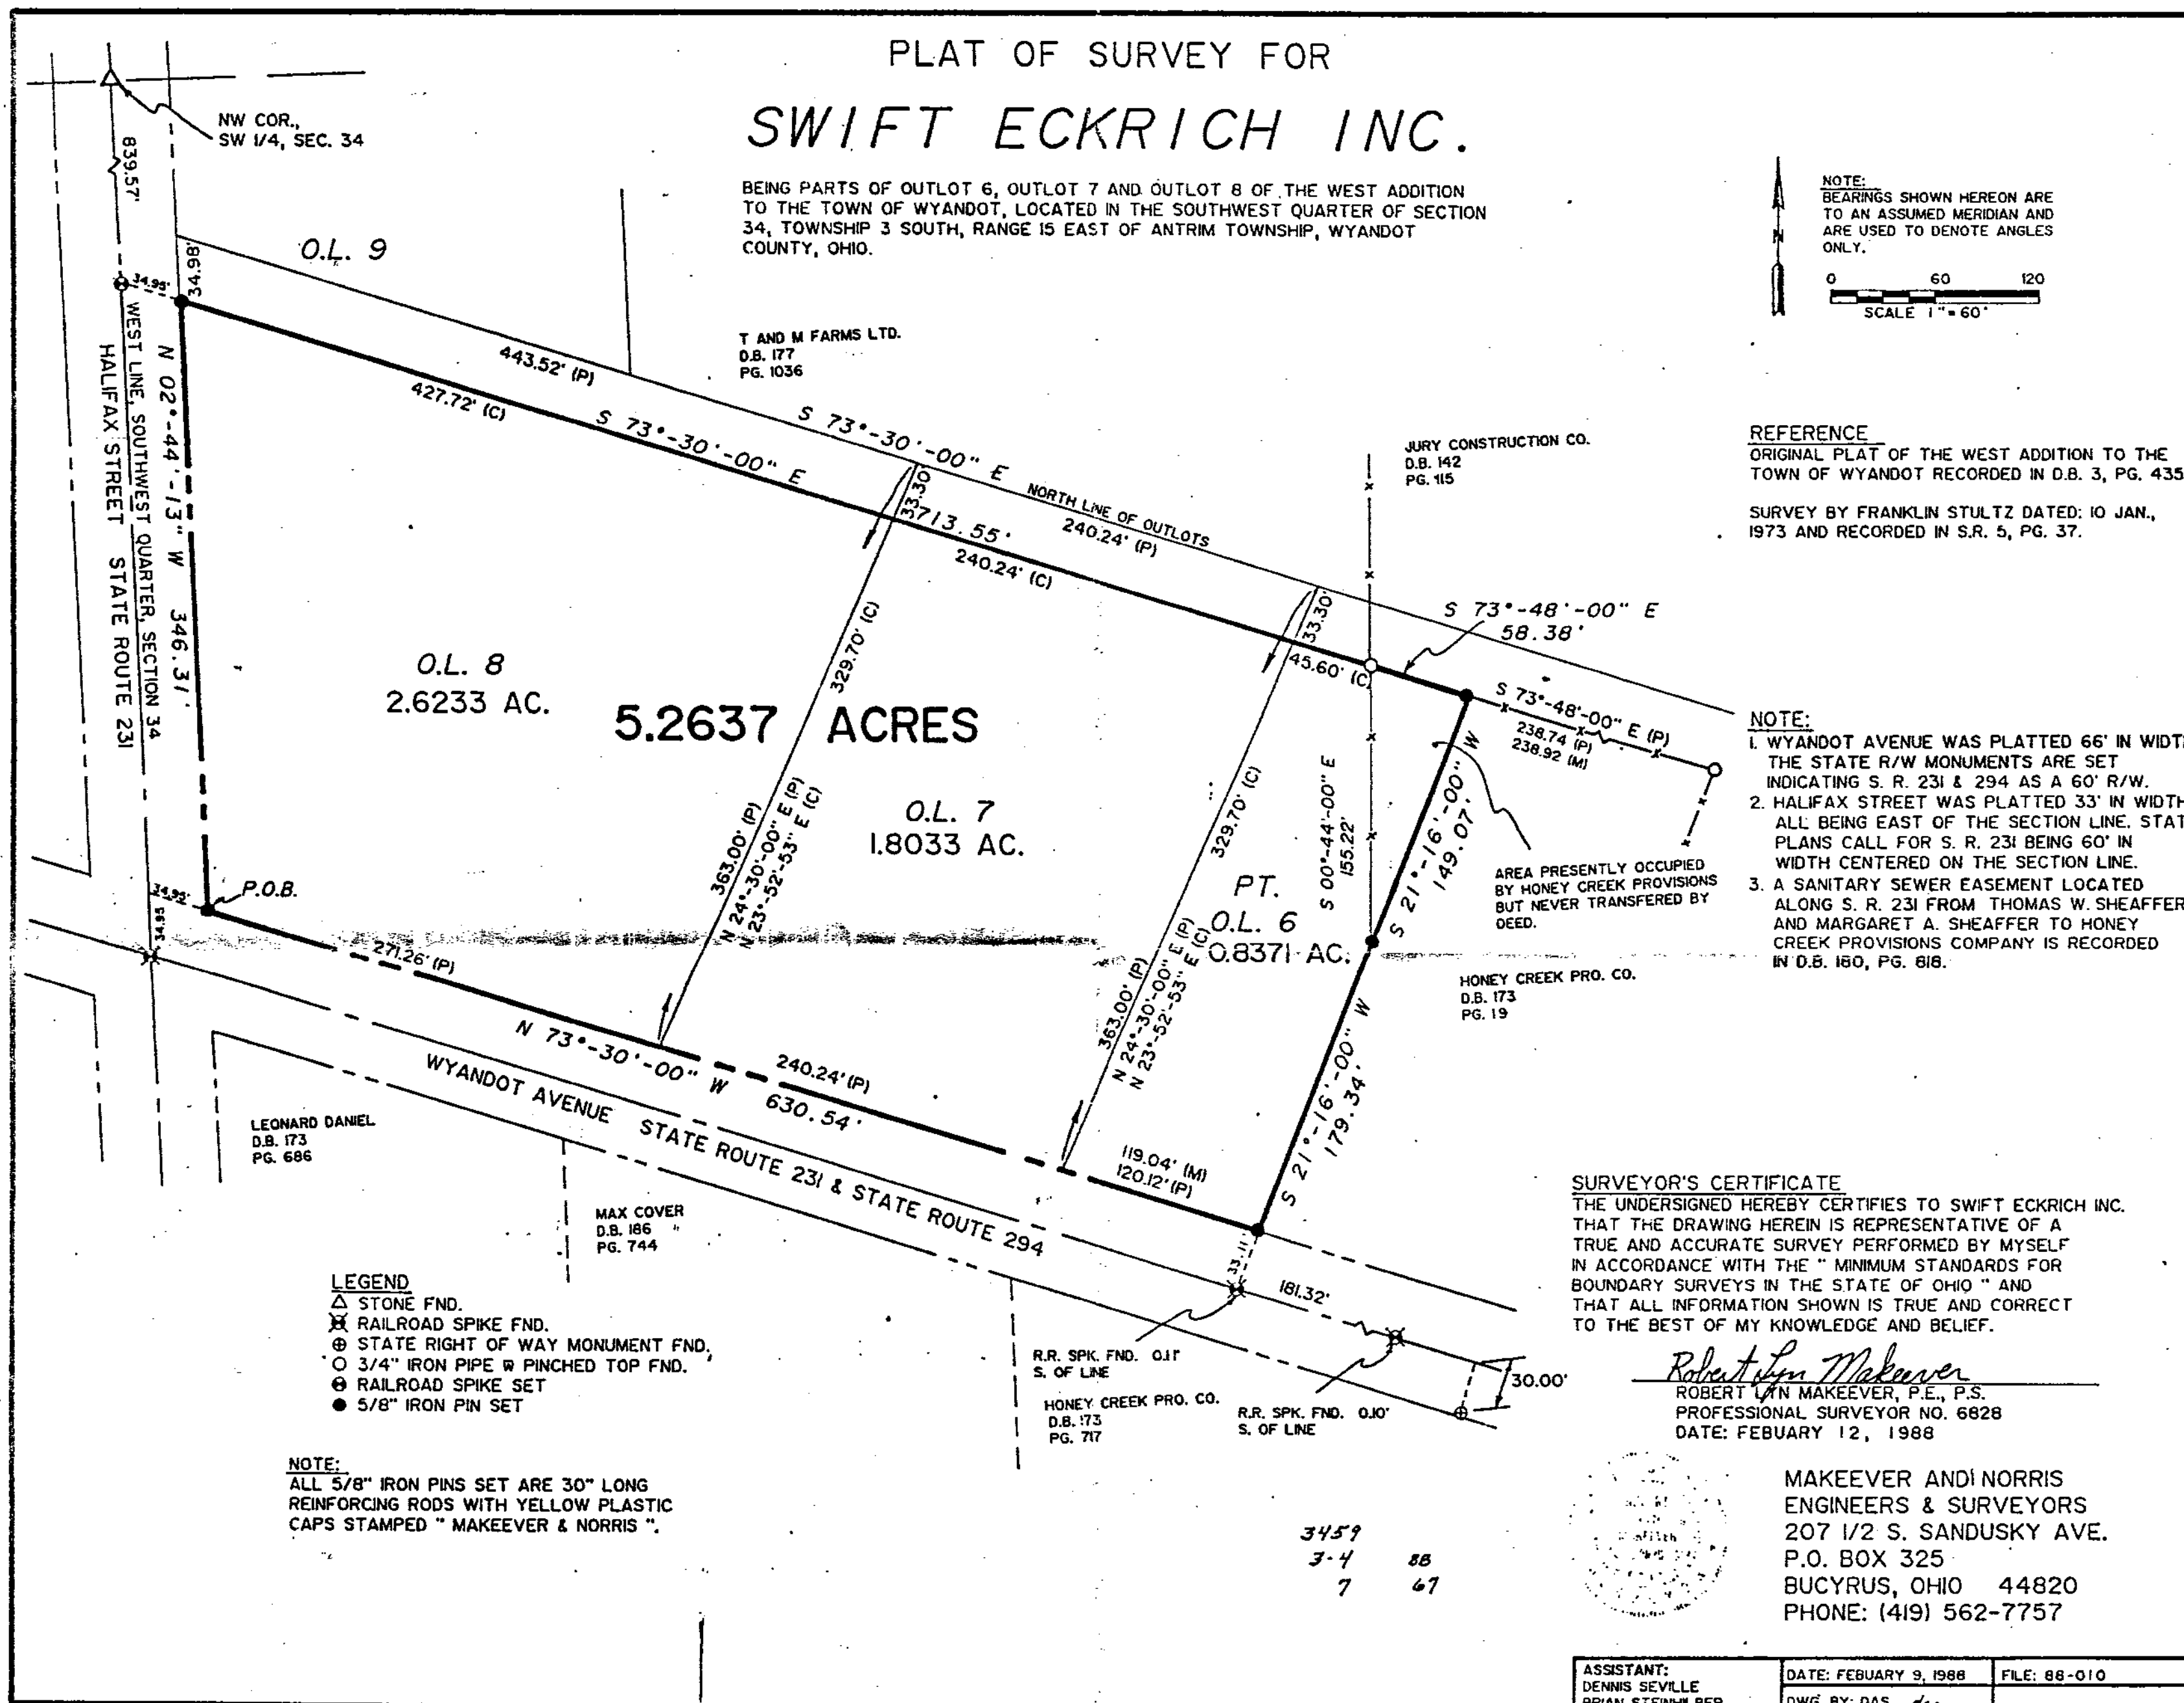 PLAT OF SURVEY FOR
SWIFT ECKRICH INC.
BEING PARTS OF OUTLOT 6, OUTLOT 7 AND OUTLOT 8 OF THE WEST ADDITION
TO THE TOWN OF WYANDOT, LOCATED IN THE SOUTHWEST QUARTER OF SECTION
34, TOWNSHIP 3 SOUTH, RANGE 15 EAST OF ANTRIM TOWNSHIP, WYANDOT
COUNTY, OHIO.
NW COR.,
SW 1/4, SEC. 34
839.57'
34.98'
34.95'
O.L. 9
NOTE:
BEARINGS SHOWN HEREON ARE
TO AN ASSUMED MERIDIAN AND
ARE USED TO DENOTE ANGLES
ONLY.
N
0 60 120
SCALE 1"=60'
T AND M FARMS LTD.
D.B. 177
PG. 1036
443.52' (P)
427.72' (C)
S 73°-30'-00" E
S 73°-30'-00" E
713.55'
NORTH LINE OF OUTLOTS
240.24' (P)
240.24' (C)
33.30'
33.30'
JURY CONSTRUCTION CO.
D.B. 142
PG. 115
REFERENCE
ORIGINAL PLAT OF THE WEST ADDITION TO THE
TOWN OF WYANDOT RECORDED IN D.B. 3, PG. 435
SURVEY BY FRANKLIN STULTZ DATED: 10 JAN.,
1973 AND RECORDED IN S.R. 5, PG. 37.
WEST LINE, SOUTHWEST QUARTER, SECTION 34
HALIFAX STREET STATE ROUTE 231
N 02°-44'-13" W 346.31'
O.L. 8
2.6233 AC.
5.2637 ACRES
O.L. 7
1.8033 AC.
PT.
O.L. 6
0.8371 AC.
329.70' (C)
363.00' (P)
N 24°-30'-00" E (P)
N 23°-52'-53" E (C)
329.70' (C)
363.00' (P)
N 24°-30'-00" E (P)
N 23°-52'-53" E (C)
45.60' (C)
S 73°-48'-00" E
58.38'
S 73°-48'-00" E (P)
238.74 (P)
238.92 (M)
S 00°-44'-00" E
155.22'
S 21°-16'-00" W
149.07'
S 21°-16'-00" W
179.34'
AREA PRESENTLY OCCUPIED
BY HONEY CREEK PROVISIONS
BUT NEVER TRANSFERED BY
DEED.
HONEY CREEK PRO. CO.
D.B. 173
PG. 19
NOTE:
1. WYANDOT AVENUE WAS PLATTED 66' IN WIDTH
THE STATE R/W MONUMENTS ARE SET
INDICATING S. R. 231 & 294 AS A 60' R/W.
2. HALIFAX STREET WAS PLATTED 33' IN WIDTH
ALL BEING EAST OF THE SECTION LINE. STAT
PLANS CALL FOR S. R. 231 BEING 60' IN
WIDTH CENTERED ON THE SECTION LINE.
3. A SANITARY SEWER EASEMENT LOCATED
ALONG S. R. 231 FROM THOMAS W. SHEAFFER
AND MARGARET A. SHEAFFER TO HONEY
CREEK PROVISIONS COMPANY IS RECORDED
IN D.B. 180, PG. 818.
34.95'
34.95
P.O.B.
271.26' (P)
N 73°-30'-00" W
630.54'
240.24' (P)
119.04' (M)
120.12' (P)
WYANDOT AVENUE STATE ROUTE 231 & STATE ROUTE 294
LEONARD DANIEL
D.B. 173
PG. 686
MAX COVER
D.B. 186
PG. 744
33.11'
181.32'
30.00'
R.R. SPK. FND. 0.11'
S. OF LINE
HONEY CREEK PRO. CO.
D.B. 173
PG. 717
R.R. SPK. FND. 0.10'
S. OF LINE
LEGEND
△ STONE FND.
RAILROAD SPIKE FND.
⊕ STATE RIGHT OF WAY MONUMENT FND.
○ 3/4" IRON PIPE PINCHED TOP FND.
RAILROAD SPIKE SET
● 5/8" IRON PIN SET
NOTE:
ALL 5/8" IRON PINS SET ARE 30" LONG
REINFORCING RODS WITH YELLOW PLASTIC
CAPS STAMPED " MAKEEVER & NORRIS ".
SURVEYOR'S CERTIFICATE
THE UNDERSIGNED HEREBY CERTIFIES TO SWIFT ECKRICH INC.
THAT THE DRAWING HEREIN IS REPRESENTATIVE OF A
TRUE AND ACCURATE SURVEY PERFORMED BY MYSELF
IN ACCORDANCE WITH THE " MINIMUM STANDARDS FOR
BOUNDARY SURVEYS IN THE STATE OF OHIO " AND
THAT ALL INFORMATION SHOWN IS TRUE AND CORRECT
TO THE BEST OF MY KNOWLEDGE AND BELIEF.
Robert Lyn Makeever
ROBERT LYN MAKEEVER, P.E., P.S.
PROFESSIONAL SURVEYOR NO. 6828
DATE: FEBUARY 12, 1988
MAKEEVER AND NORRIS
ENGINEERS & SURVEYORS
207 1/2 S. SANDUSKY AVE.
P.O. BOX 325
BUCYRUS, OHIO 44820
PHONE: (419) 562-7757
3459
3-4 88
7 67
ASSISTANT:
DENNIS SEVILLE
BRIAN STEINHILBER
DATE: FEBUARY 9, 1988
FILE: 88-010
DWG BY: DAS